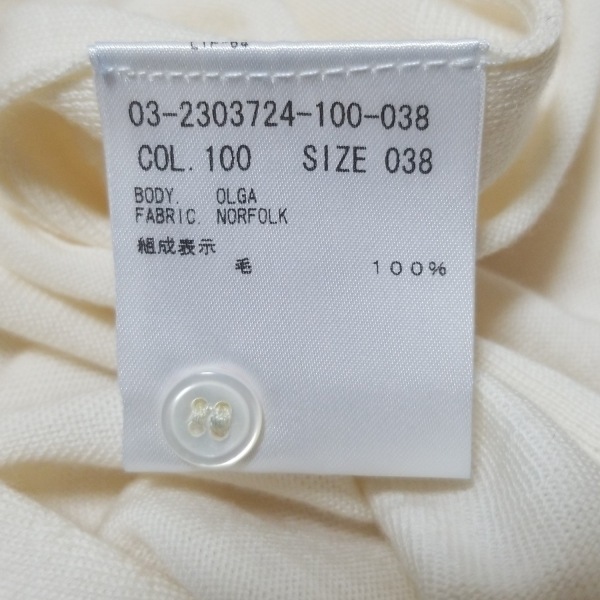 03-2303724-100-038
COL. 100 SIZE 038
BODY. OLGA
FABRIC. NORFOLK
組成表示
毛 100%